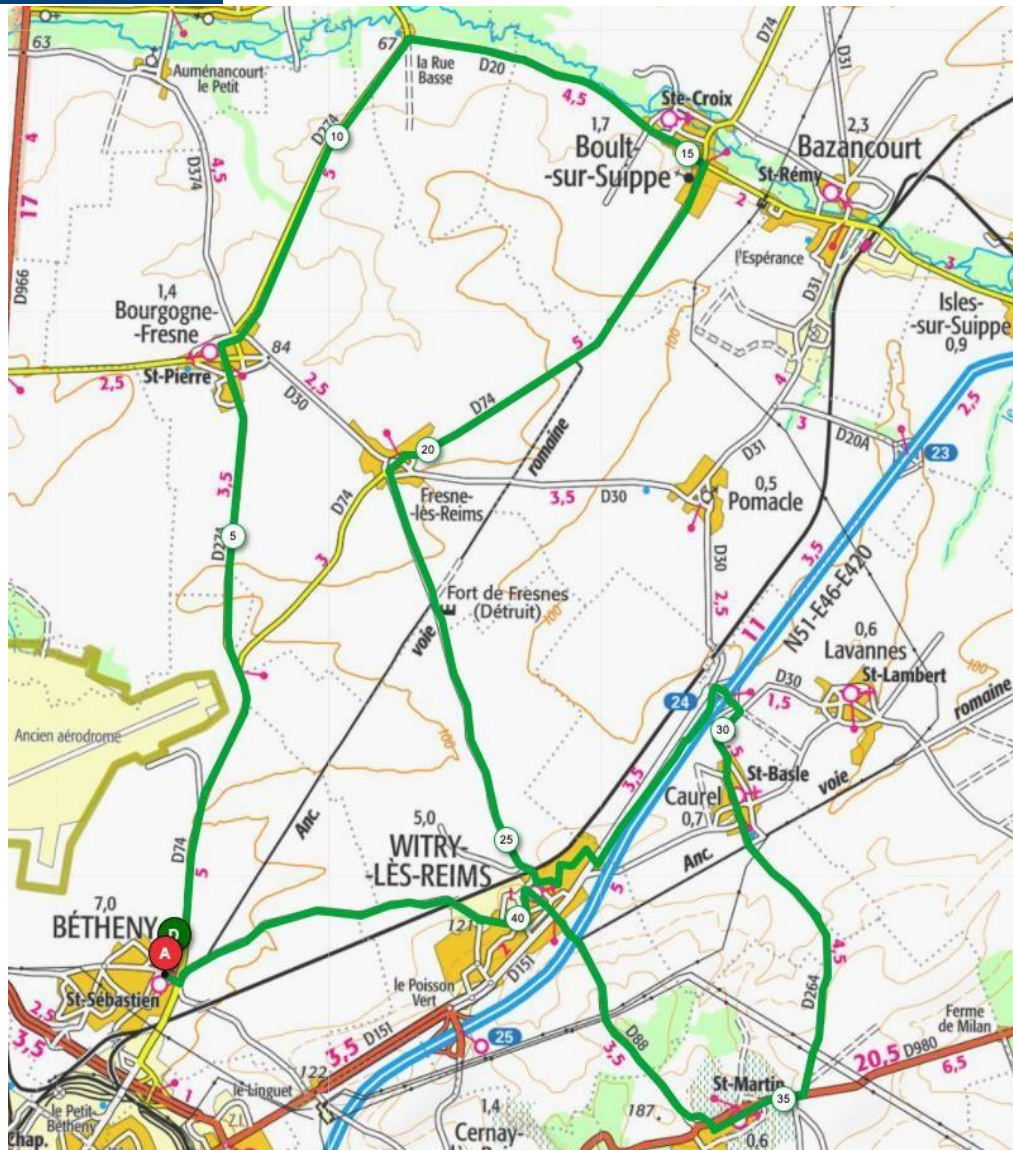 63
67
la Rue
Basse
D20
D74
D31
Auménancourt
le Petit
4
17
D966
D374
4,5
D274
10
5
4,5
Ste-Croix
1,7
Boult-
-sur-Suippe
15
2,3
Bazancourt
St-Rémy
2
l'Espérance
D31
3
Isles-
-sur-Suippe
0,9
1,4
Bourgogne-
-Fresne
84
St-Pierre
2,5
2,5
D30
5
100
D74
romaine
4
3
D20A
23
2,5
20
D74
Fresne-
-lès-Reims
3,5
D30
D31
0,5
Pomacle
3,5
5
D274
3
D30
2,5
3,5
N51-E46-E420
11
Fort de Fresnes
(Détruit)
100
voie
0,6
Lavannes
St-Lambert
100
D30
1,5
romaine
24
30
Ancien aérodrome
100
3,5
St-Basle
Caurel
0,7
voie
Anc.
5,0
WITRY-
-LÈS-REIMS
25
Anc.
D74
5
7,0
BÉTHENY
D
A
St-Sébastien
121
40
5
D151
le Poisson
Vert
2,5
3,5
3,5
D151
25
4,5
D264
D88
3,5
Ferme
de Milan
20,5
D980
6,5
St-Martin
35
0,6
187
1,4
Cernay-
122
le Linguet
Z.I.
1
le Petit-
Bétheny
Chap.